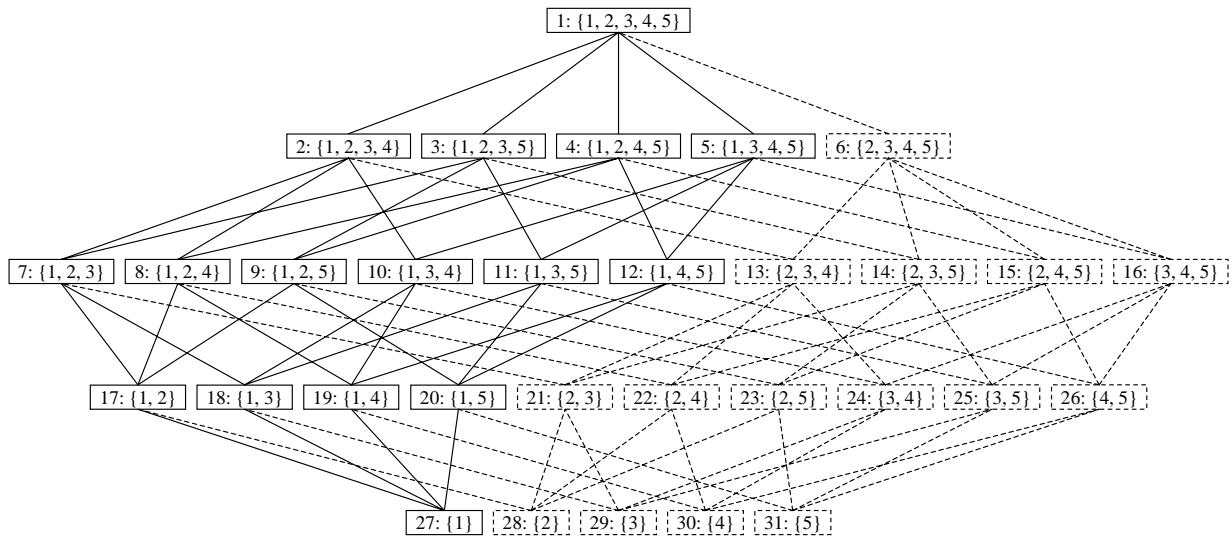 1: {1, 2, 3, 4, 5}
2: {1, 2, 3, 4} 3: {1, 2, 3, 5} 4: {1, 2, 4, 5} 5: {1, 3, 4, 5} 6: {2, 3, 4, 5}
7: {1, 2, 3} 8: {1, 2, 4} 9: {1, 2, 5} 10: {1, 3, 4} 11: {1, 3, 5} 12: {1, 4, 5} 13: {2, 3, 4} 14: {2, 3, 5} 15: {2, 4, 5} 16: {3, 4, 5}
17: {1, 2} 18: {1, 3} 19: {1, 4} 20: {1, 5} 21: {2, 3} 22: {2, 4} 23: {2, 5} 24: {3, 4} 25: {3, 5} 26: {4, 5}
27: {1} 28: {2} 29: {3} 30: {4} 31: {5}